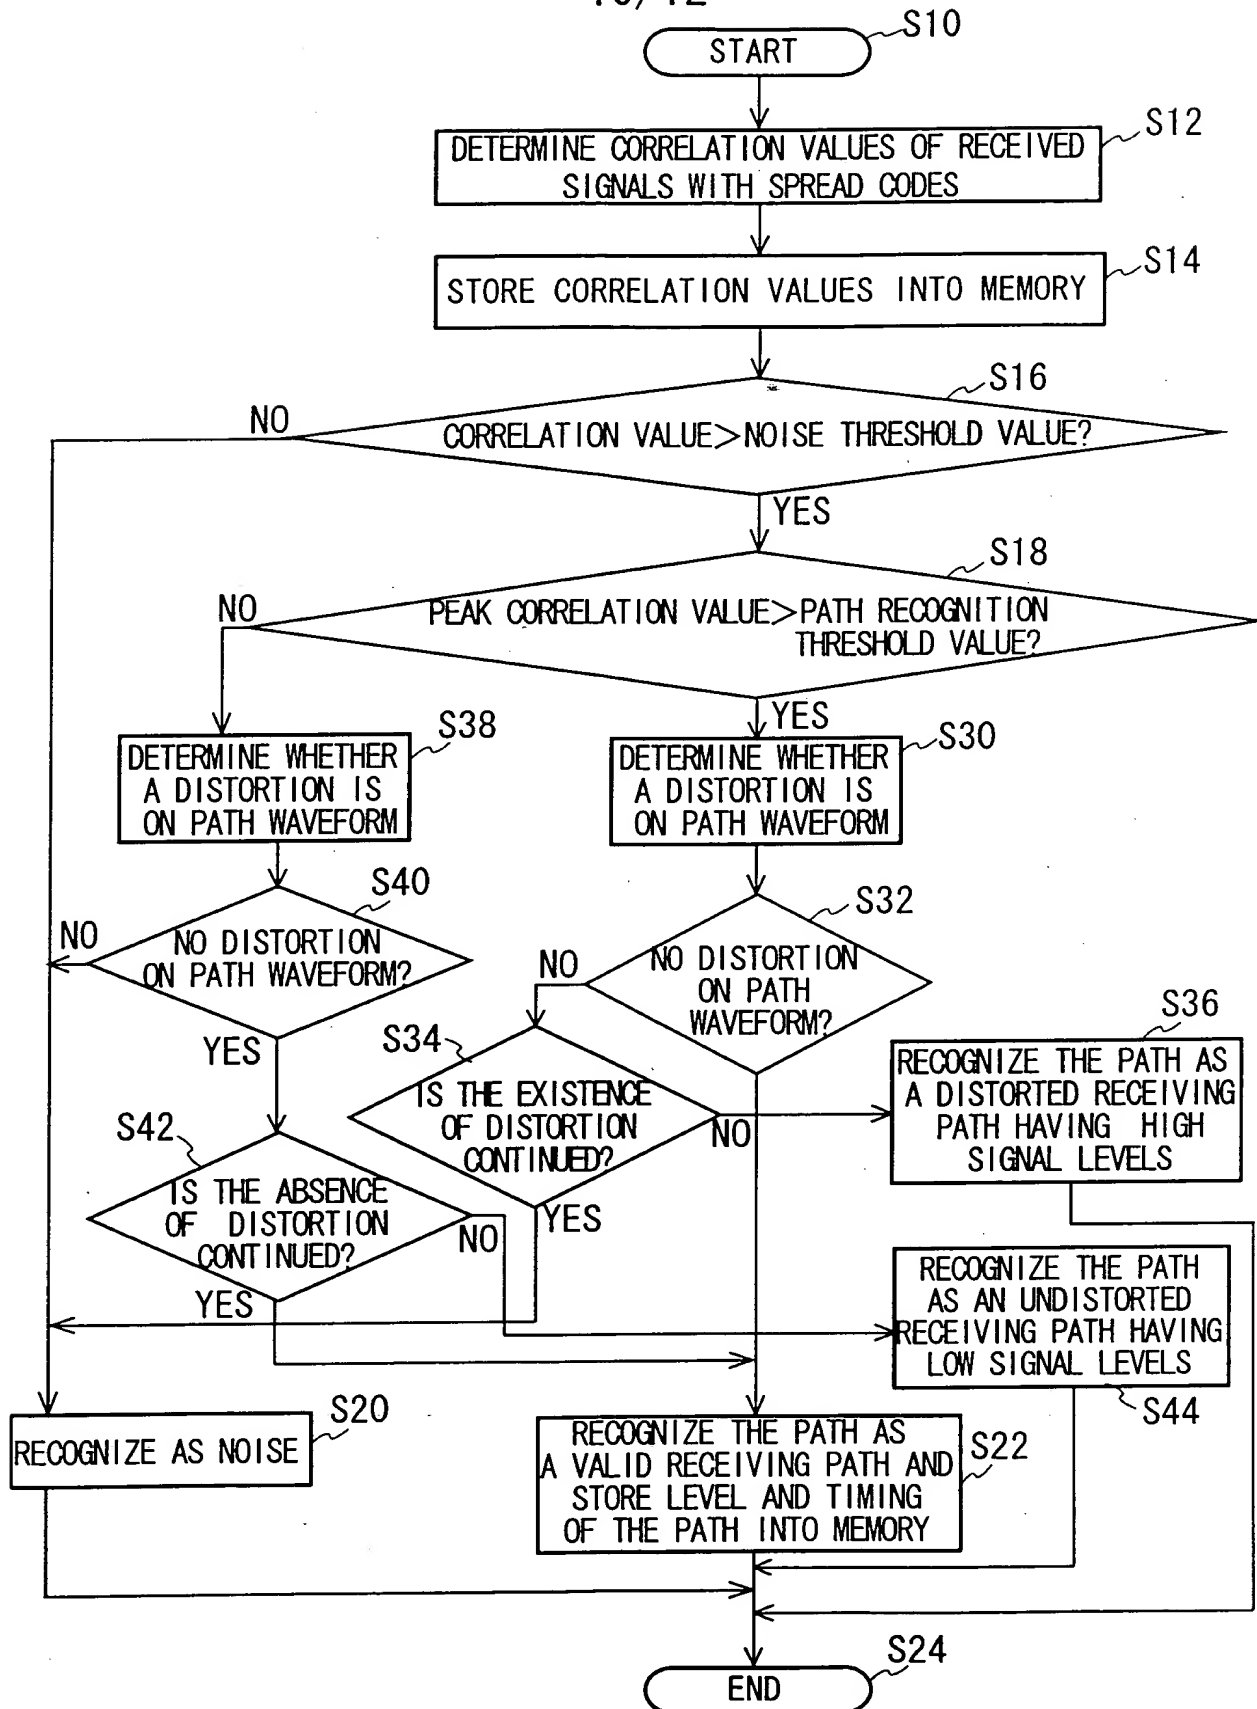 S10
START
S12
DETERMINE CORRELATION VALUES OF RECEIVED
SIGNALS WITH SPREAD CODES
S14
STORE CORRELATION VALUES INTO MEMORY
S16
NO
CORRELATION VALUE>NOISE THRESHOLD VALUE?
YES
S18
NO
PEAK CORRELATION VALUE>PATH RECOGNITION
THRESHOLD VALUE?
YES
S38
DETERMINE WHETHER
A DISTORTION IS
ON PATH WAVEFORM
S30
DETERMINE WHETHER
A DISTORTION IS
ON PATH WAVEFORM
S40
NO
NO DISTORTION
ON PATH WAVEFORM?
YES
S32
NO
NO DISTORTION
ON PATH
WAVEFORM?
S34
IS THE EXISTENCE
OF DISTORTION
CONTINUED?
NO
YES
S36
RECOGNIZE THE PATH AS
A DISTORTED RECEIVING
PATH HAVING HIGH
SIGNAL LEVELS
S42
IS THE ABSENCE
OF DISTORTION
CONTINUED?
NO
YES
RECOGNIZE THE PATH
AS AN UNDISTORTED
RECEIVING PATH HAVING
LOW SIGNAL LEVELS
S44
S20
RECOGNIZE AS NOISE
S22
RECOGNIZE THE PATH AS
A VALID RECEIVING PATH AND
STORE LEVEL AND TIMING
OF THE PATH INTO MEMORY
S24
END